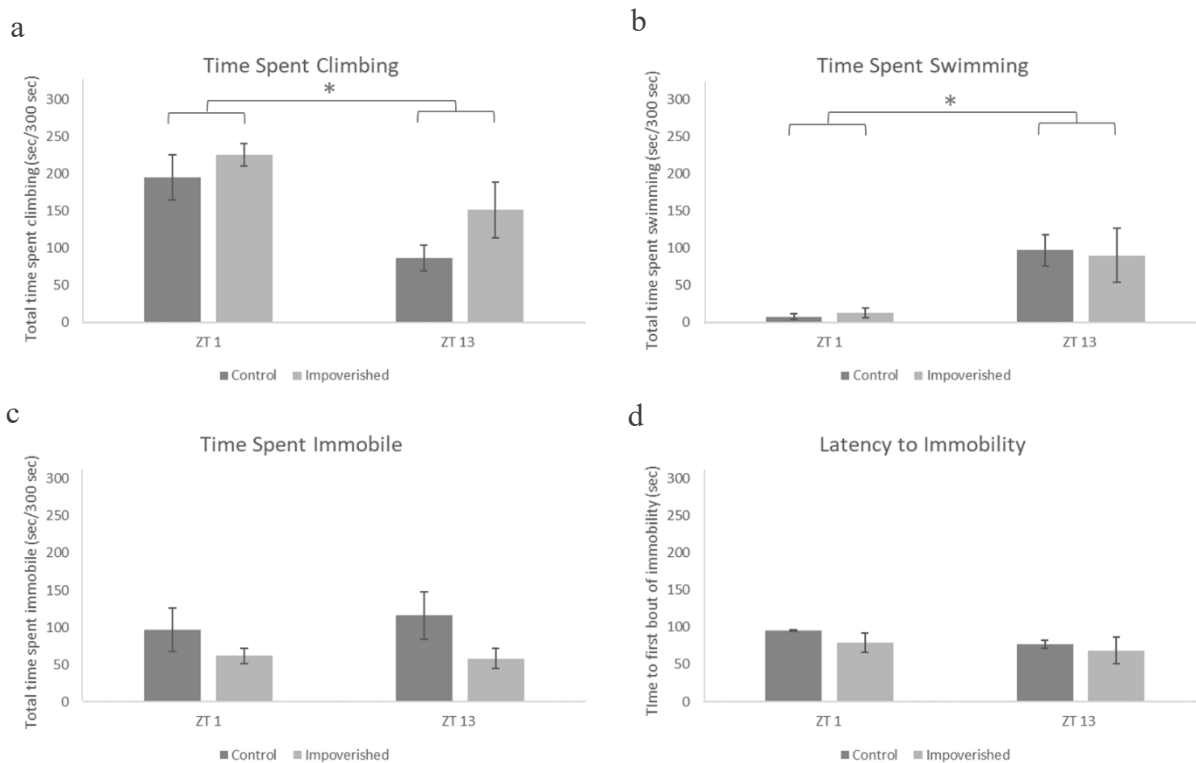 a
Time Spent Climbing
Total time spent climbing (sec/300 sec)
300
250
200
150
100
50
0
*
ZT 1
ZT 13
Control
Impoverished
b
Time Spent Swimming
Total time spent swimming (sec/300 sec)
300
250
200
150
100
50
0
*
ZT 1
ZT 13
Control
Impoverished
c
Time Spent Immobile
Total time spent immobile (sec/300 sec)
300
250
200
150
100
50
0
ZT 1
ZT 13
Control
Impoverished
d
Latency to Immobility
TIme to first bout of immobility (sec)
300
250
200
150
100
50
0
ZT 1
ZT 13
Control
Impoverished